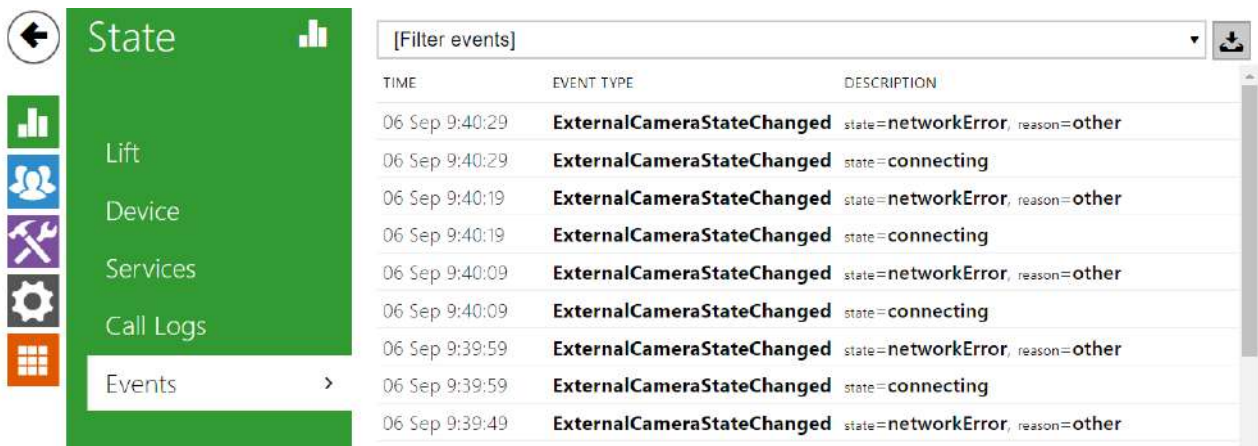 State
Lift
Device
Services
Call Logs
Events
[Filter events]
TIME EVENT TYPE DESCRIPTION
06 Sep 9:40:29 ExternalCameraStateChanged state=networkError, reason=other
06 Sep 9:40:29 ExternalCameraStateChanged state=connecting
06 Sep 9:40:19 ExternalCameraStateChanged state=networkError, reason=other
06 Sep 9:40:19 ExternalCameraStateChanged state=connecting
06 Sep 9:40:09 ExternalCameraStateChanged state=networkError, reason=other
06 Sep 9:40:09 ExternalCameraStateChanged state=connecting
06 Sep 9:39:59 ExternalCameraStateChanged state=networkError, reason=other
06 Sep 9:39:59 ExternalCameraStateChanged state=connecting
06 Sep 9:39:49 ExternalCameraStateChanged state=networkError, reason=other